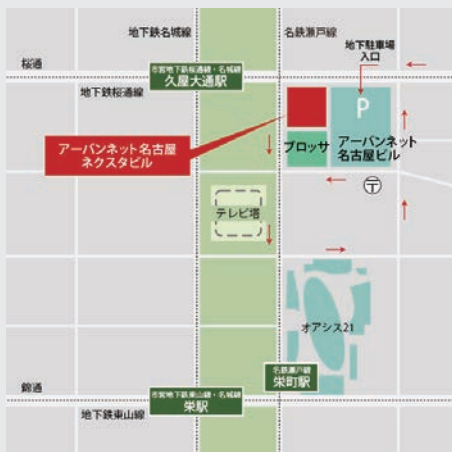 地下鉄名城線
名鉄瀬戸線
地下駐車場
入口
桜通
市営地下鉄桜通線・名城線
久屋大通駅
地下鉄桜通線
P
アーバンネット名古屋
ネクスタビル
ブロッサ
アーバンネット
名古屋ビル
〒
テレビ塔
オアシス21
名鉄瀬戸線
栄町駅
錦通
市営地下鉄東山線・名城線
栄駅
地下鉄東山線